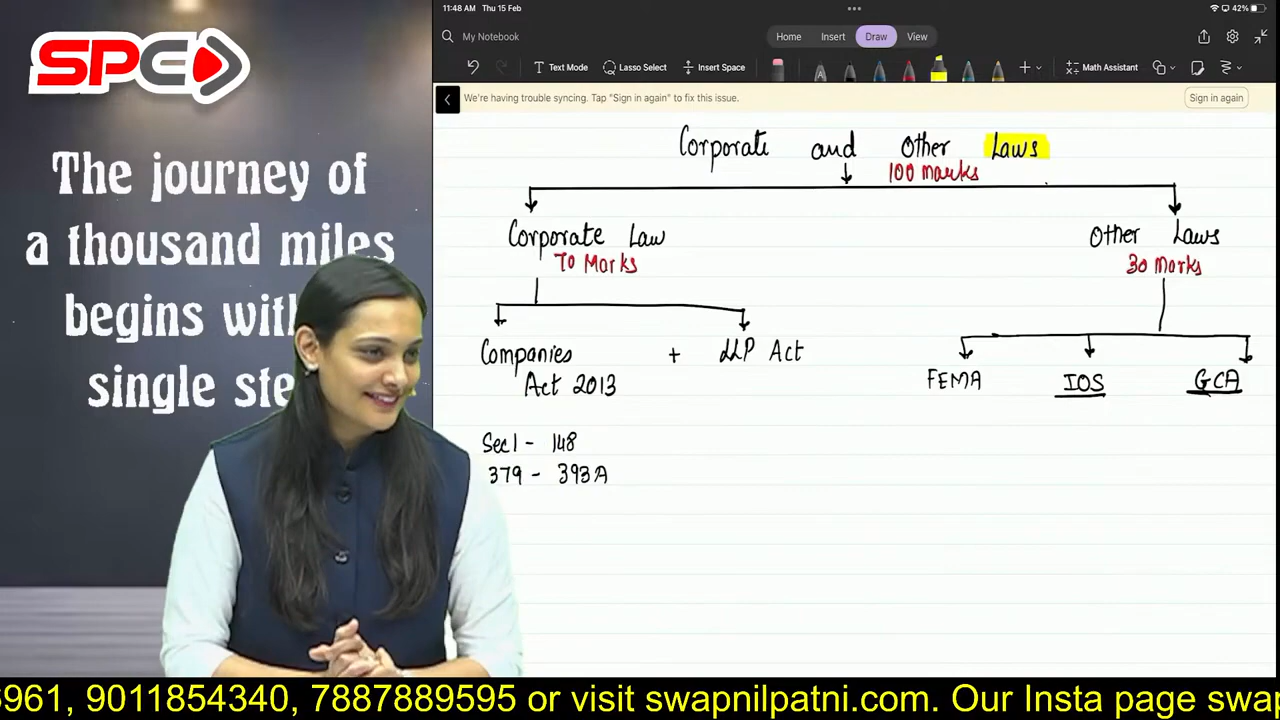 11:48 AM Thu 15 Feb
42%
SPC
My Notebook
Home Insert Draw View
Text Mode Lasso Select Insert Space Math Assistant
We're having trouble syncing. Tap "Sign in again" to fix this issue.
Sign in again
The journey of
a thousand miles
begins wit
single ste
Corporate and Other Laws
100 marks
Corporate Law
70 Marks
Other Laws
30 Marks
Companies + LLP Act
Act 2013
FEMA IOS GCA
Sec 1 - 148
379 - 393A
6961, 9011854340, 7887889595 or visit swapnilpatni.com. Our Insta page swap